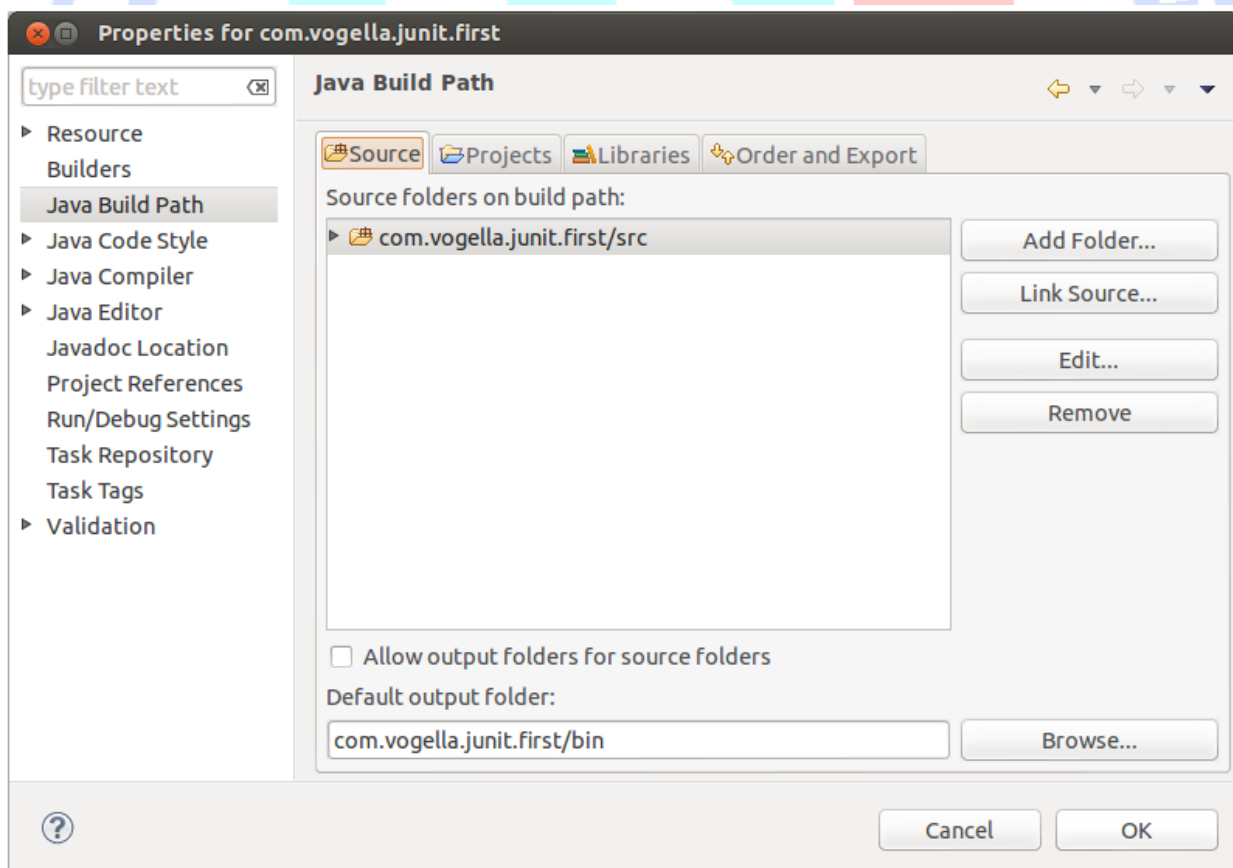 Properties for com.vogella.junit.first
type filter text
Resource
Builders
Java Build Path
Java Code Style
Java Compiler
Java Editor
Javadoc Location
Project References
Run/Debug Settings
Task Repository
Task Tags
Validation
Java Build Path
Source Projects Libraries Order and Export
Source folders on build path:
com.vogella.junit.first/src
Add Folder...
Link Source...
Edit...
Remove
Allow output folders for source folders
Default output folder:
com.vogella.junit.first/bin
Browse...
Cancel
OK